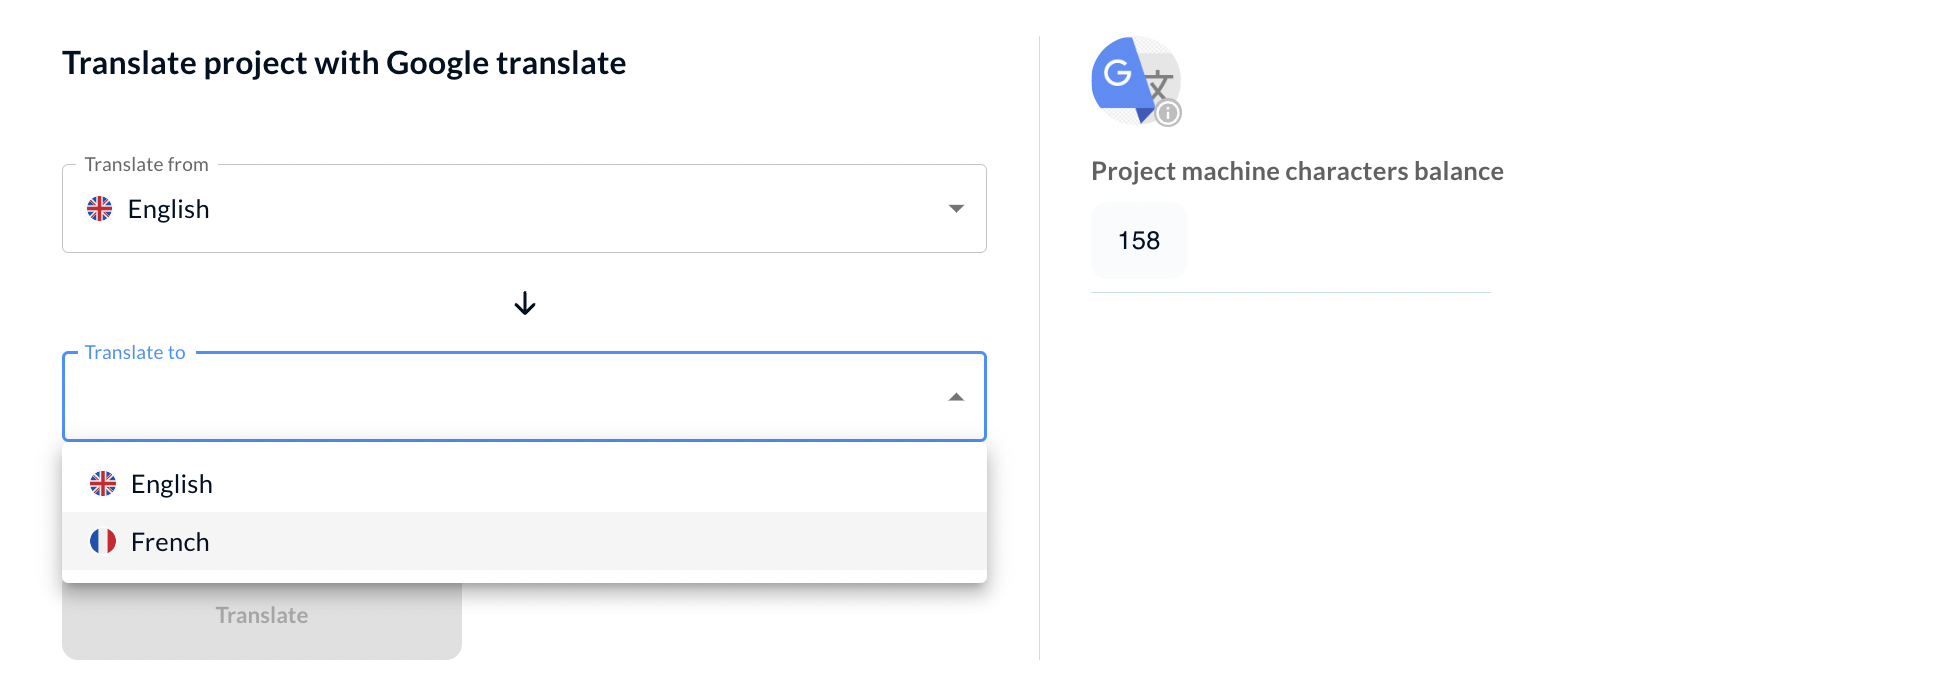 Translate project with Google translate
Translate from
English
Translate to
English
French
Translate
G 文
i
Project machine characters balance
158